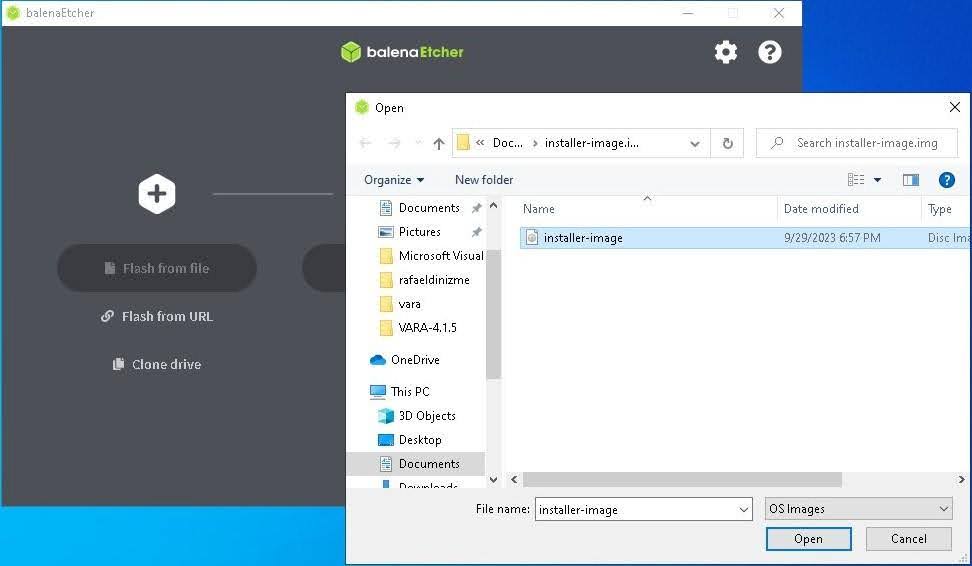 balenaEtcher
balenaEtcher
Open
« Doc... › installer-image.i...
Search installer-image.img
Organize
New folder
Documents
Pictures
Microsoft Visual
rafaeldinizme
vara
VARA-4.1.5
OneDrive
This PC
3D Objects
Desktop
Documents
Downloads
Name
Date modified
Type
installer-image
9/29/2023 6:57 PM
Disc Ima
Flash from file
Flash from URL
Clone drive
File name:
installer-image
OS Images
Open
Cancel